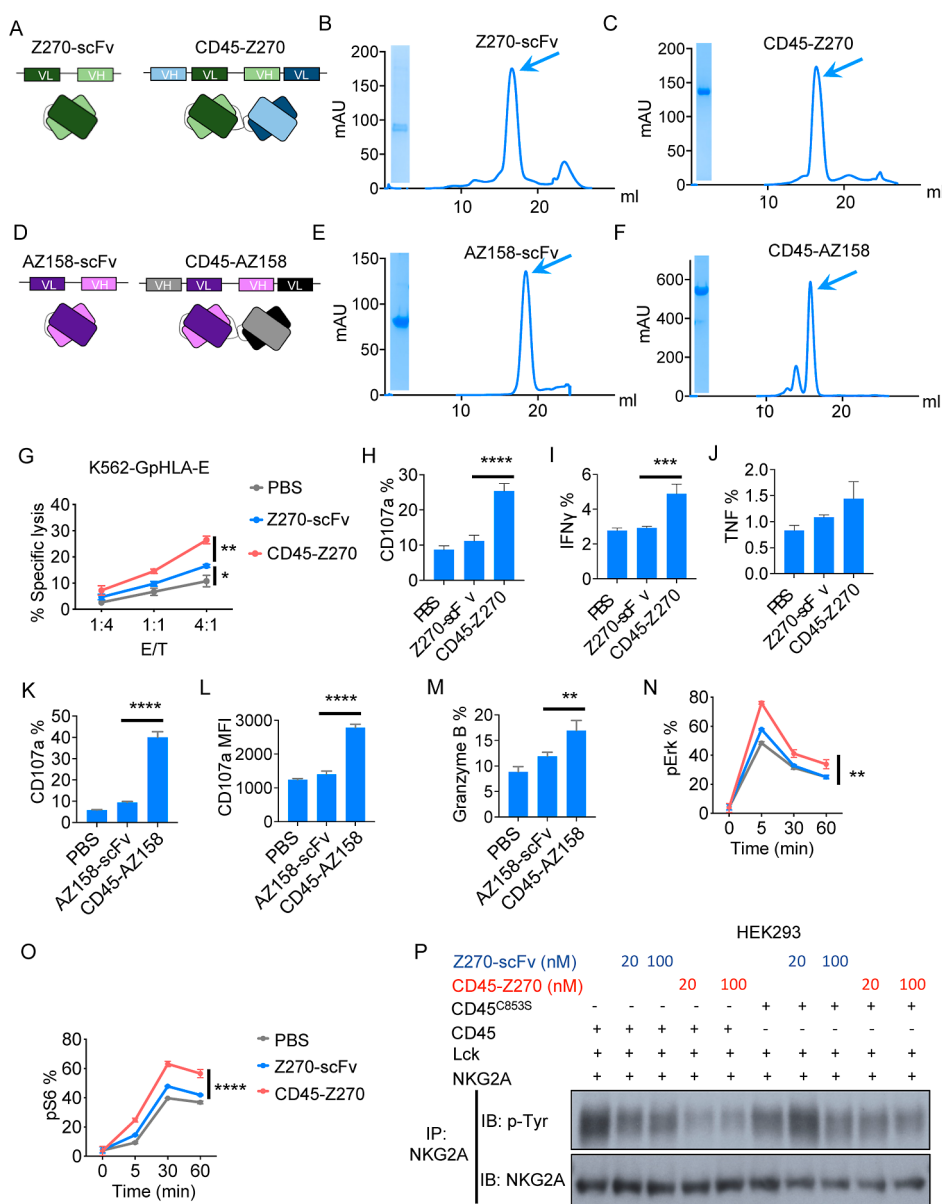 A
Z270-scFv
CD45-Z270
VL
VH
VH
VL
VH
VL
B
Z270-scFv
mAU
200
150
100
50
0
10
20
ml
C
CD45-Z270
mAU
200
150
100
50
0
10
20
ml
D
AZ158-scFv
CD45-AZ158
VL
VH
VH
VL
VH
VL
E
AZ158-scFv
mAU
150
100
50
0
10
20
ml
F
CD45-AZ158
mAU
600
400
200
0
10
20
ml
G
K562-GpHLA-E
% Specific lysis
40
30
20
10
0
1:4
1:1
4:1
E/T
PBS
Z270-scFv
CD45-Z270
**
*
H
CD107a %
30
20
10
0
****
PBS
Z270-scFv
CD45-Z270
I
IFNγ %
8
6
4
2
0
***
PBS
Z270-scFv
CD45-Z270
J
TNF %
2.0
1.5
1.0
0.5
0.0
PBS
Z270-scFv
CD45-Z270
K
CD107a %
50
40
30
20
10
0
****
PBS
AZ158-scFv
CD45-AZ158
L
CD107a MFI
3000
2000
1000
0
****
PBS
AZ158-scFv
CD45-AZ158
M
Granzyme B %
20
15
10
5
0
**
PBS
AZ158-scFv
CD45-AZ158
N
pErk %
80
60
40
20
0
0
5
30
60
Time (min)
**
O
pS6 %
80
60
40
20
0
0
5
30
60
Time (min)
PBS
Z270-scFv
CD45-Z270
****
P
HEK293
Z270-scFv (nM) 20 100 20 100
CD45-Z270 (nM) 20 100 20 100
CD45C853S - - - - - + + + + +
CD45 + + + + + - - - - -
Lck + + + + + + + + + +
NKG2A + + + + + + + + + +
IP:
NKG2A
IB: p-Tyr
IB: NKG2A